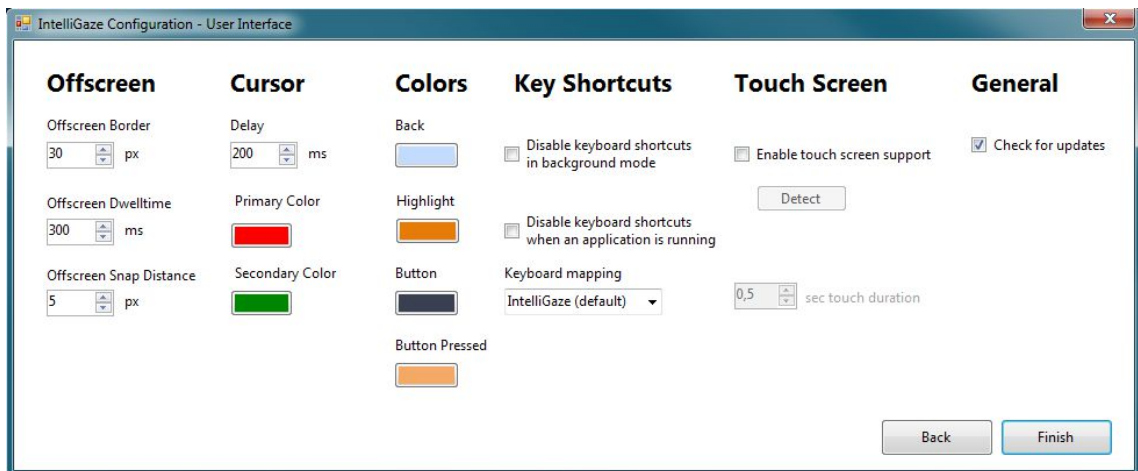 IntelliGaze Configuration - User Interface
Offscreen
Offscreen Border
30 px
Offscreen Dwelltime
300 ms
Offscreen Snap Distance
5 px
Cursor
Delay
200 ms
Primary Color
Secondary Color
Colors
Back
Highlight
Button
Button Pressed
Key Shortcuts
Disable keyboard shortcuts
in background mode
Disable keyboard shortcuts
when an application is running
Keyboard mapping
IntelliGaze (default)
Touch Screen
Enable touch screen support
Detect
0,5 sec touch duration
General
Check for updates
Back
Finish